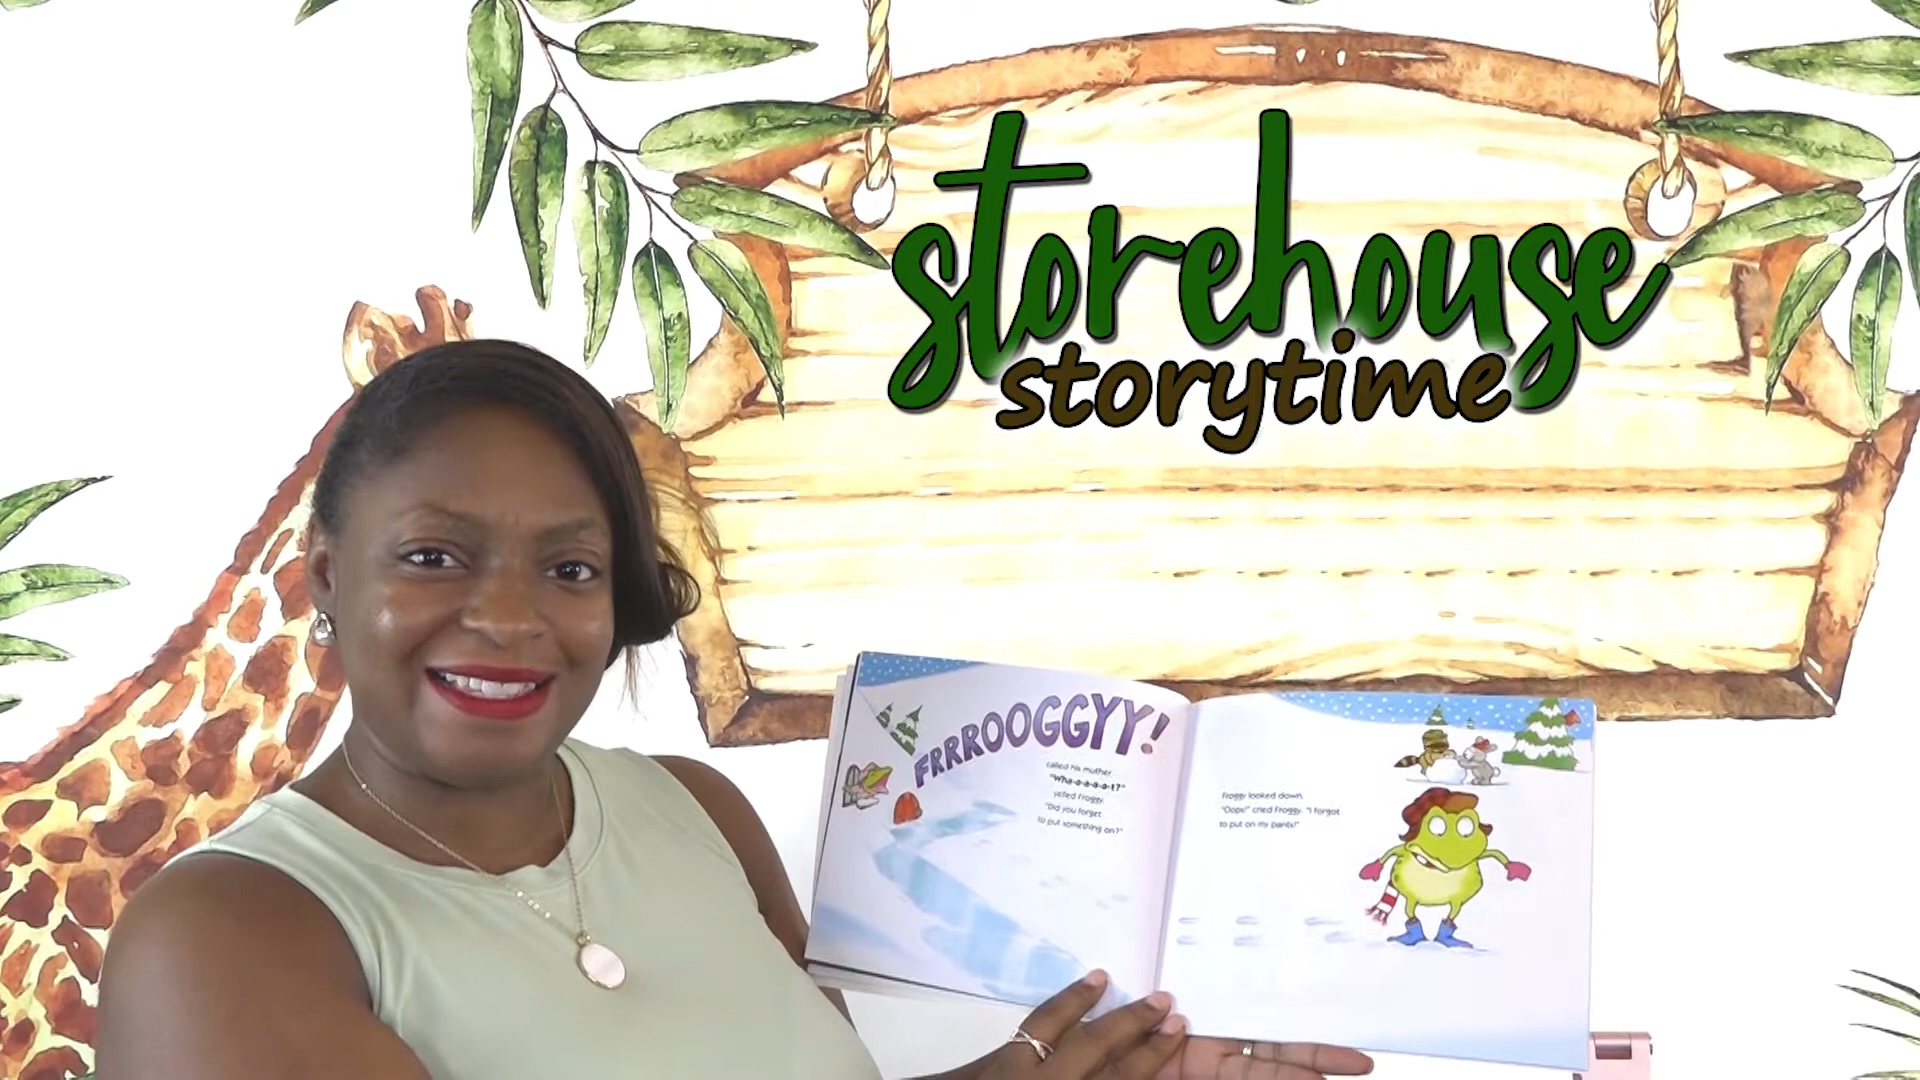 storehouse
storytime
FRRROOGGYY!
called his mother.
"Wha-a-a-a-a-t?"
yelled Froggy.
"Did you forget
to put something on?"
Froggy looked down.
"Oops!" cried Froggy. "I forgot
to put on my pants!"